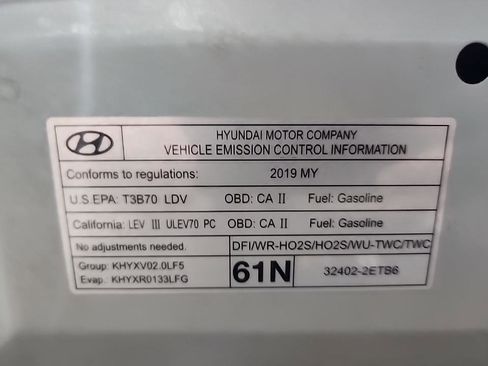 HYUNDAI MOTOR COMPANY
VEHICLE EMISSION CONTROL INFORMATION
Conforms to regulations: 2019 MY
U.S.EPA: T3B70 LDV OBD: CA II Fuel: Gasoline
California: LEV III ULEV70 PC OBD: CA II Fuel: Gasoline
No adjustments needed. DFI/WR-HO2S/HO2S/WU-TWC/TWC
Group: KHYXV02.0LF5
Evap.: KHYXR0133LFG
61N
32402-2ETB6